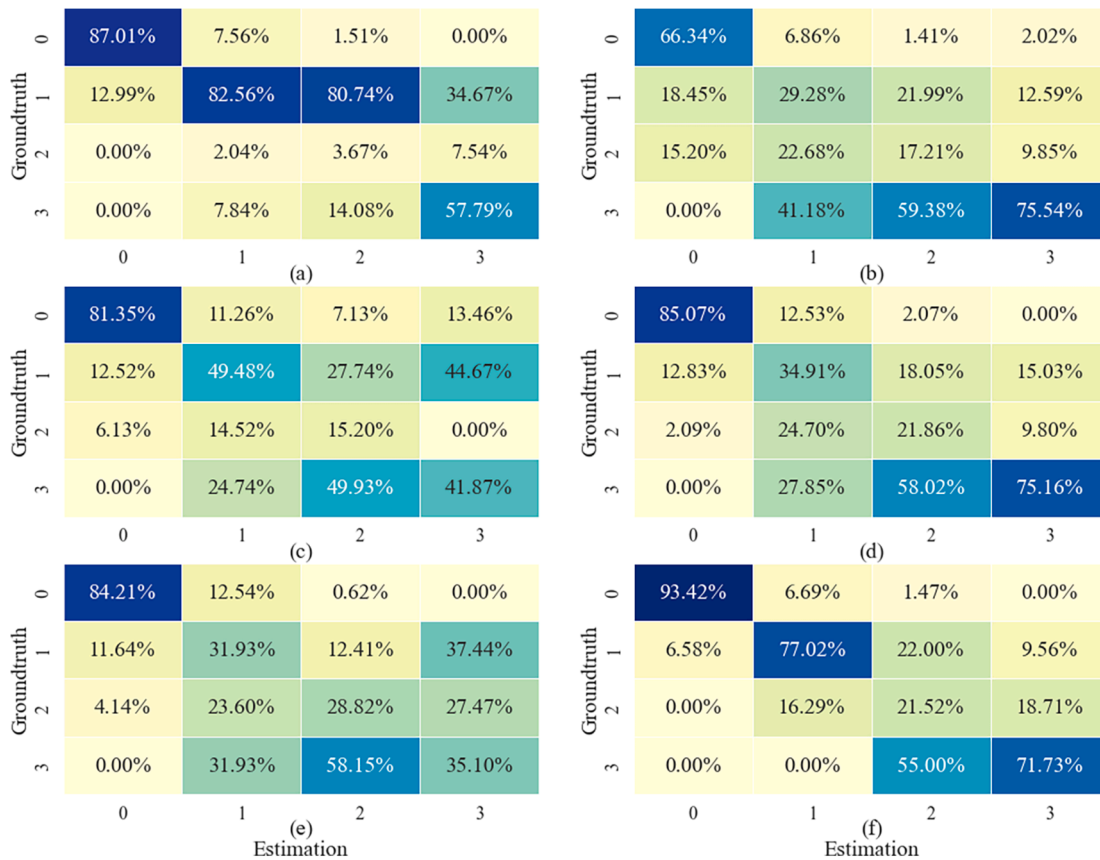 0 87.01% 7.56% 1.51% 0.00%
1 12.99% 82.56% 80.74% 34.67%
2 0.00% 2.04% 3.67% 7.54%
3 0.00% 7.84% 14.08% 57.79%
Groundtruth
0 1 2 3
(a)
0 66.34% 6.86% 1.41% 2.02%
1 18.45% 29.28% 21.99% 12.59%
2 15.20% 22.68% 17.21% 9.85%
3 0.00% 41.18% 59.38% 75.54%
Groundtruth
0 1 2 3
(b)
0 81.35% 11.26% 7.13% 13.46%
1 12.52% 49.48% 27.74% 44.67%
2 6.13% 14.52% 15.20% 0.00%
3 0.00% 24.74% 49.93% 41.87%
Groundtruth
0 1 2 3
(c)
0 85.07% 12.53% 2.07% 0.00%
1 12.83% 34.91% 18.05% 15.03%
2 2.09% 24.70% 21.86% 9.80%
3 0.00% 27.85% 58.02% 75.16%
Groundtruth
0 1 2 3
(d)
0 84.21% 12.54% 0.62% 0.00%
1 11.64% 31.93% 12.41% 37.44%
2 4.14% 23.60% 28.82% 27.47%
3 0.00% 31.93% 58.15% 35.10%
Groundtruth
0 1 2 3
(e)
Estimation
0 93.42% 6.69% 1.47% 0.00%
1 6.58% 77.02% 22.00% 9.56%
2 0.00% 16.29% 21.52% 18.71%
3 0.00% 0.00% 55.00% 71.73%
Groundtruth
0 1 2 3
(f)
Estimation